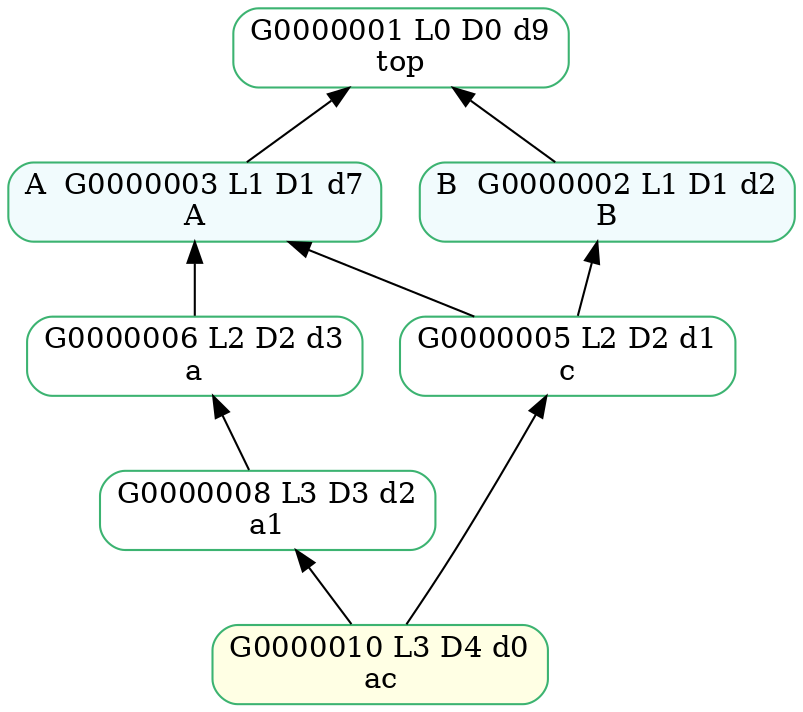 G0000001 L0 D0 d9
top
A  G0000003 L1 D1 d7
A
B  G0000002 L1 D1 d2
B
G0000006 L2 D2 d3
a
G0000005 L2 D2 d1
c
G0000008 L3 D3 d2
a1
G0000010 L3 D4 d0
ac